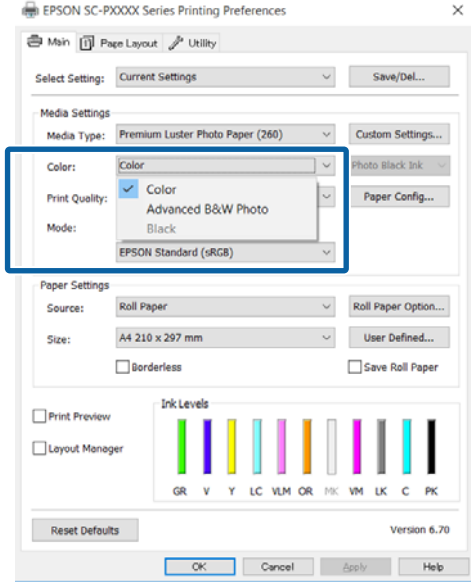 EPSON SC-PXXXX Series Printing Preferences
Main Page Layout Utility
Select Setting: Current Settings Save/Del...
Media Settings
Media Type: Premium Luster Photo Paper (260) Custom Settings...
Color: Color Photo Black Ink
Print Quality: Color Paper Config...
Advanced B&W Photo
Mode: Black
EPSON Standard (sRGB)
Paper Settings
Source: Roll Paper Roll Paper Option...
Size: A4 210 x 297 mm User Defined...
Borderless Save Roll Paper
Ink Levels
Print Preview
Layout Manager
GR V Y LC VLM OR MK VM LK C PK
Reset Defaults Version 6.70
OK Cancel Apply Help